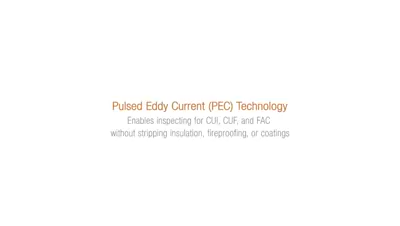 Pulsed Eddy Current (PEC) Technology
Enables inspecting for CUI, CUF, and FAC
without stripping insulation, fireproofing, or coatings